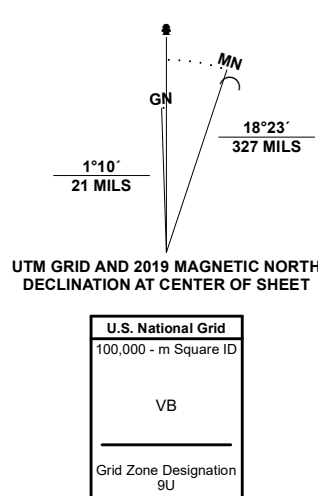 MN
GN
18°23´
327 MILS
1°10´
21 MILS
UTM GRID AND 2019 MAGNETIC NORTH
DECLINATION AT CENTER OF SHEET
U.S. National Grid
100,000 - m Square ID
VB
Grid Zone Designation
9U